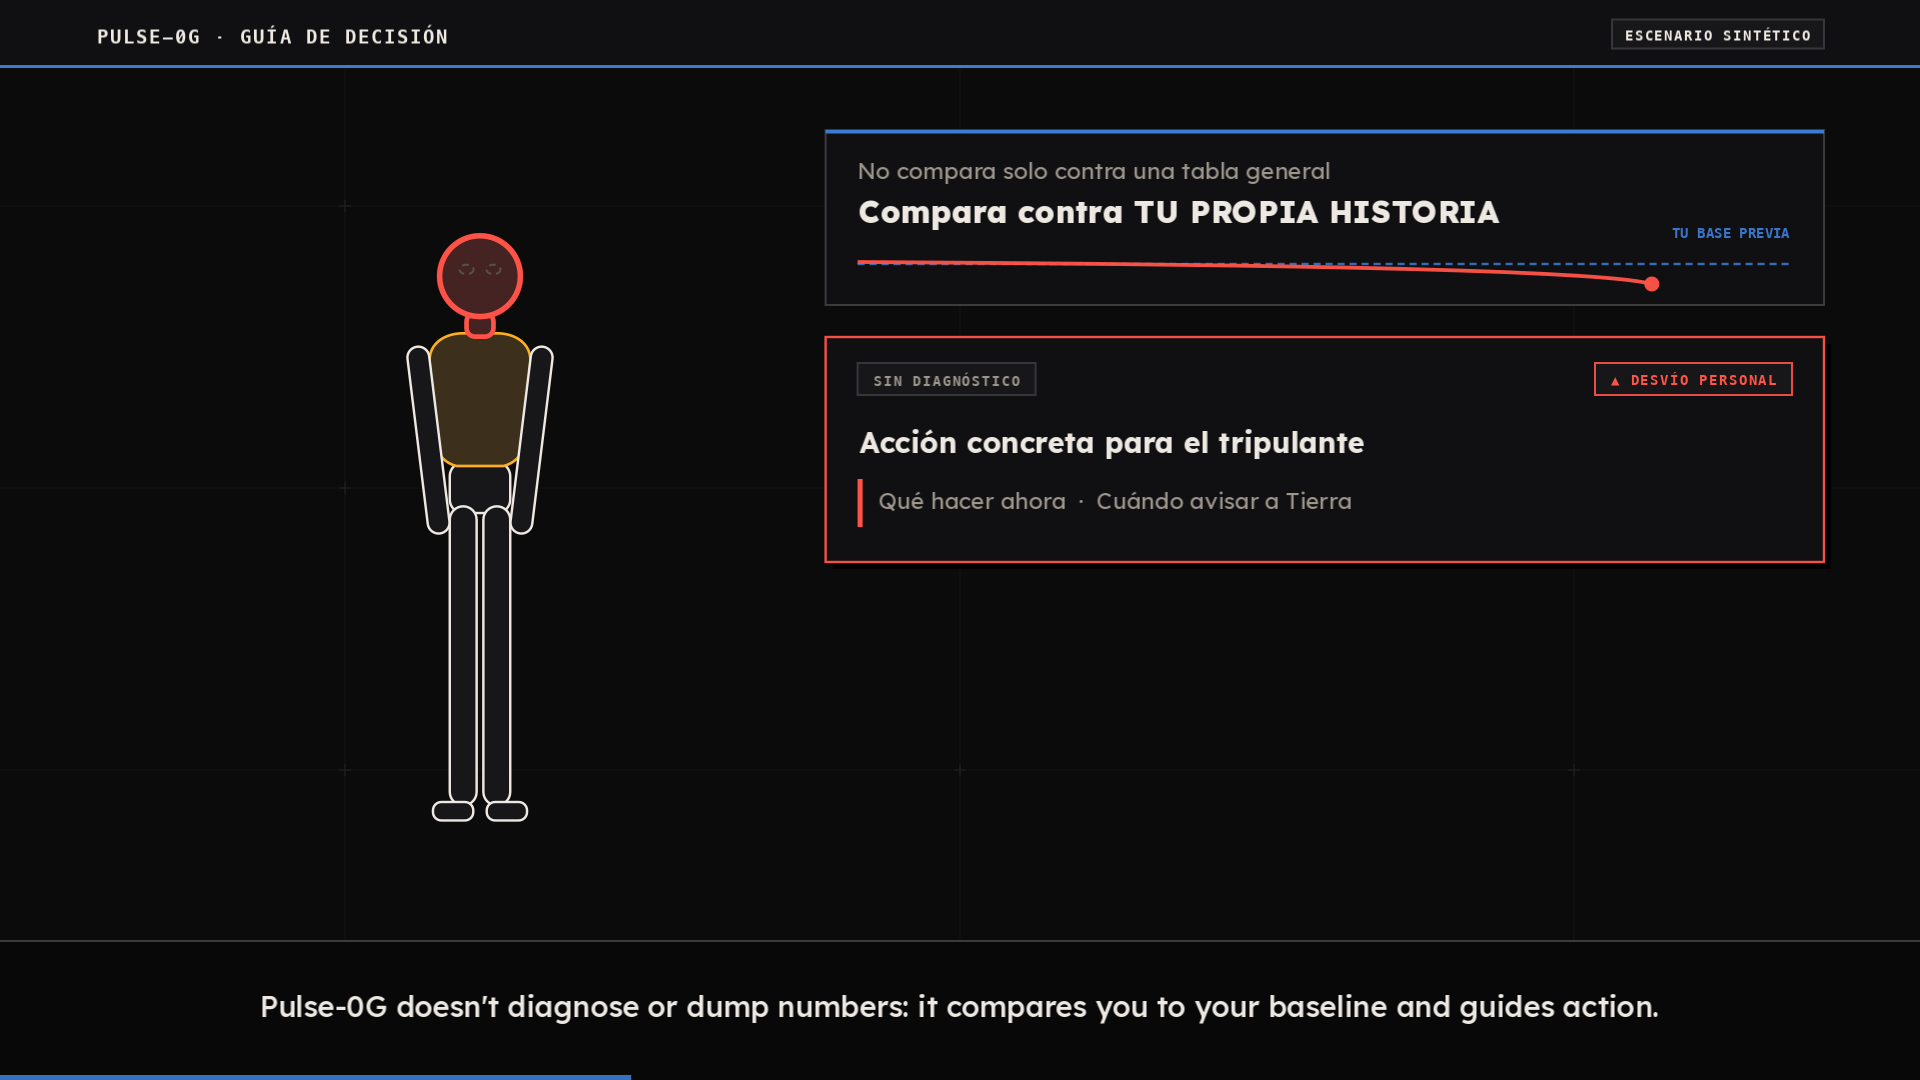 PULSE–0G · GUÍA DE DECISIÓN
ESCENARIO SINTÉTICO
No compara solo contra una tabla general
Compara contra TU PROPIA HISTORIA
TU BASE PREVIA
SIN DIAGNÓSTICO
▲ DESVÍO PERSONAL
Acción concreta para el tripulante
Qué hacer ahora · Cuándo avisar a Tierra
Pulse-0G doesn't diagnose or dump numbers: it compares you to your baseline and guides action.